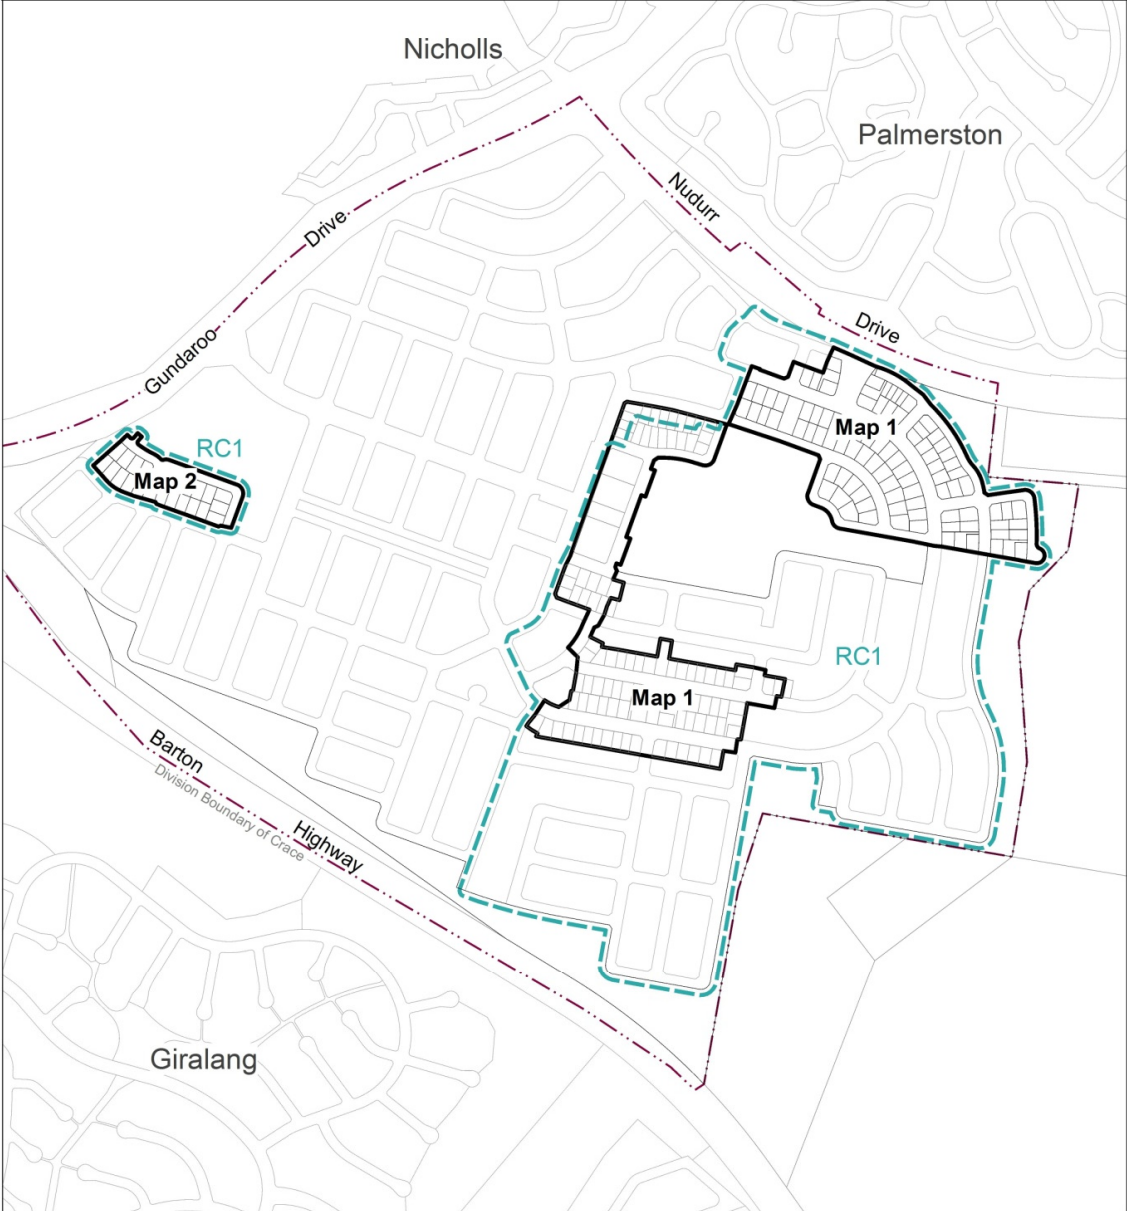 Nicholls
Palmerston
Nudurr
Drive
Drive
Gundaroo
RC1
Map 2
Map 1
RC1
Map 1
Barton
Highway
Division Boundary of Crace
Giralang